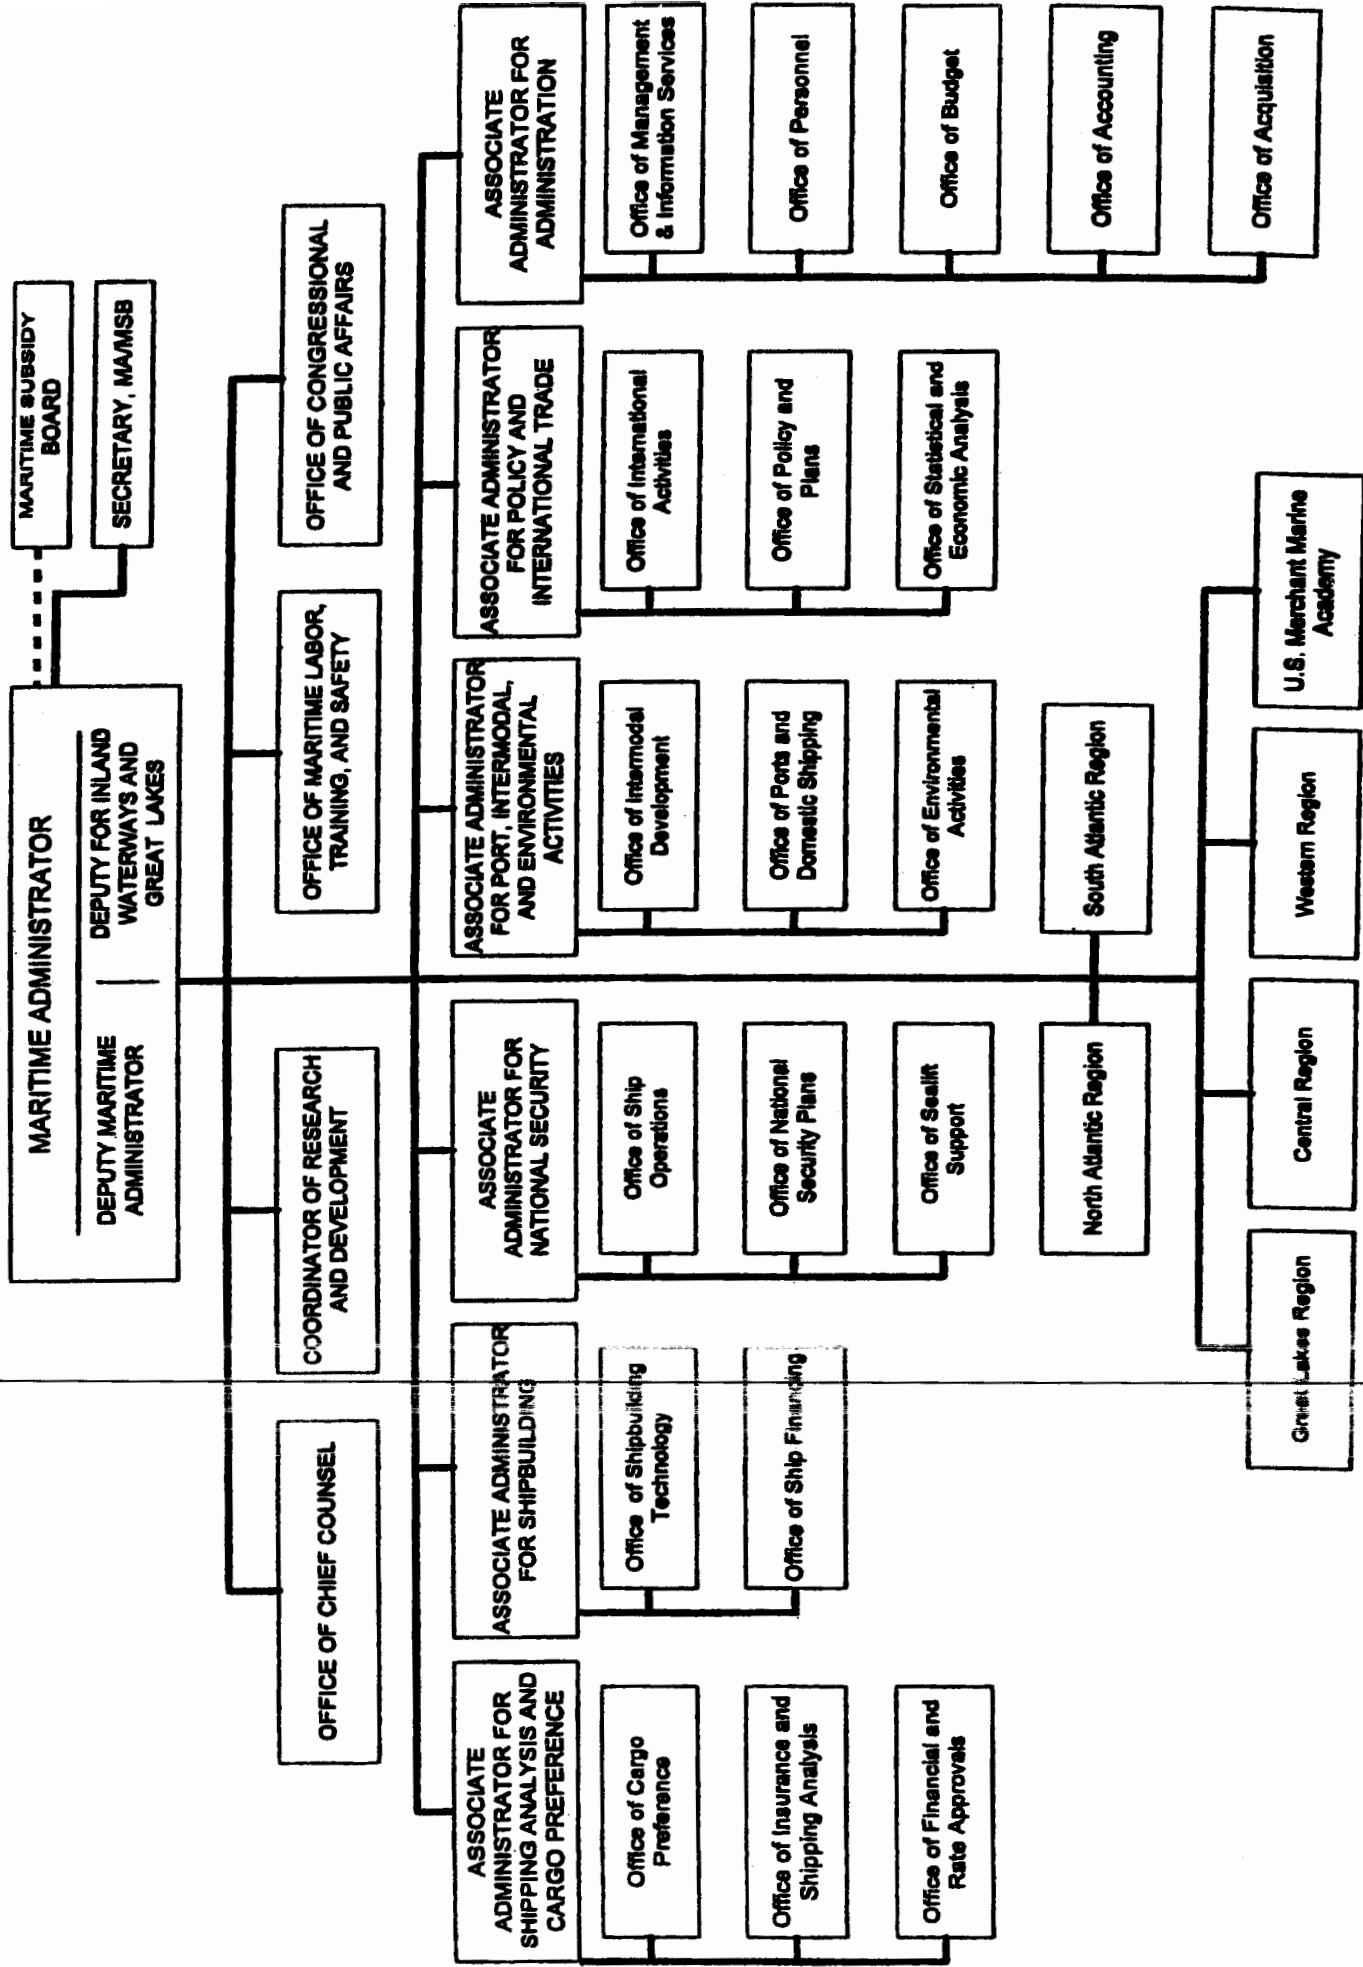 MARITIME ADMINISTRATOR
DEPUTY MARITIME
ADMINISTRATOR
DEPUTY FOR INLAND
WATERWAYS AND
GREAT LAKES
MARITIME SUBSIDY
BOARD
SECRETARY, MA/MSB
OFFICE OF CHIEF COUNSEL
COORDINATOR OF RESEARCH
AND DEVELOPMENT
OFFICE OF MARITIME LABOR,
TRAINING, AND SAFETY
OFFICE OF CONGRESSIONAL
AND PUBLIC AFFAIRS
ASSOCIATE
ADMINISTRATOR FOR
SHIPPING ANALYSIS AND
CARGO PREFERENCE
Office of Cargo
Preference
Office of Insurance and
Shipping Analysis
Office of Financial and
Rate Approvals
ASSOCIATE ADMINISTRATOR
FOR SHIPBUILDING
Office of Shipbuilding
Technology
Office of Ship Financing
ASSOCIATE
ADMINISTRATOR FOR
NATIONAL SECURITY
Office of Ship
Operations
Office of National
Security Plans
Office of Sealift
Support
ASSOCIATE ADMINISTRATOR
FOR PORT, INTERMODAL,
AND ENVIRONMENTAL
ACTIVITIES
Office of Intermodal
Development
Office of Ports and
Domestic Shipping
Office of Environmental
Activities
ASSOCIATE ADMINISTRATOR
FOR POLICY AND
INTERNATIONAL TRADE
Office of International
Activities
Office of Policy and
Plans
Office of Statistical and
Economic Analysis
ASSOCIATE
ADMINISTRATOR FOR
ADMINISTRATION
Office of Management
& Information Services
Office of Personnel
Office of Budget
Office of Accounting
Office of Acquisition
North Atlantic Region
South Atlantic Region
Great Lakes Region
Central Region
Western Region
U.S. Merchant Marine
Academy